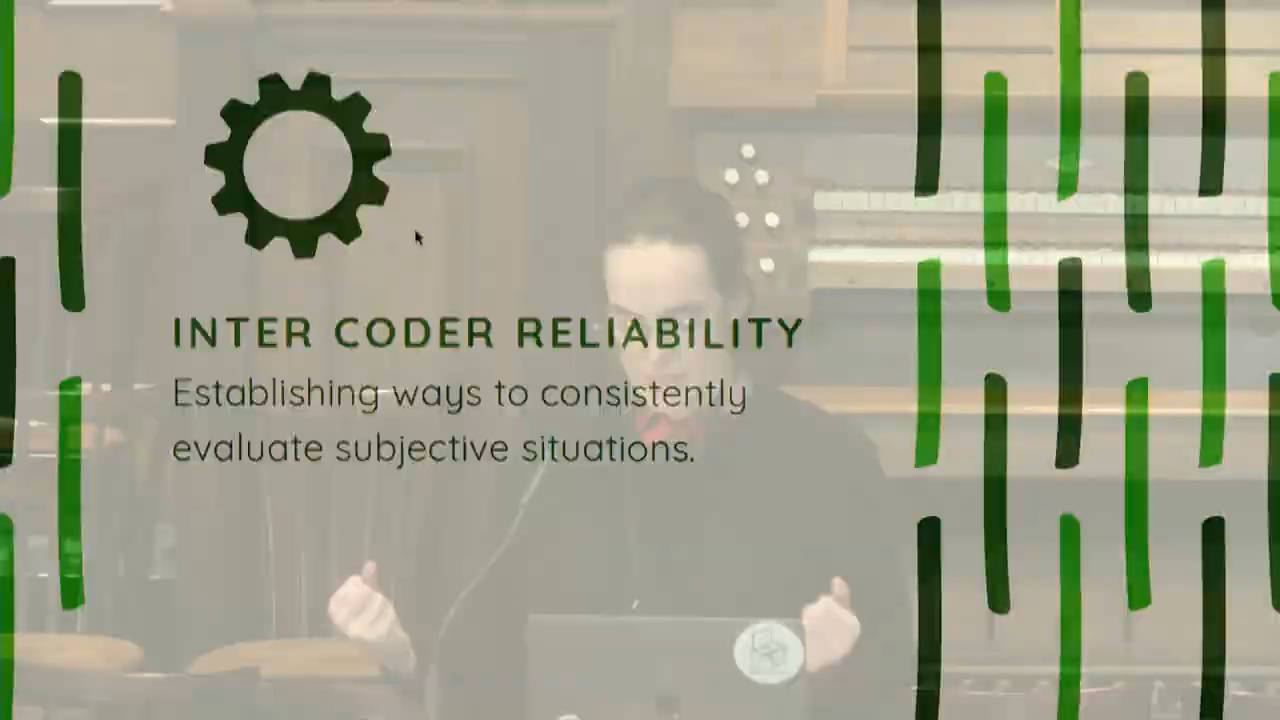 INTER CODER RELIABILITY
Establishing ways to consistently
evaluate subjective situations.